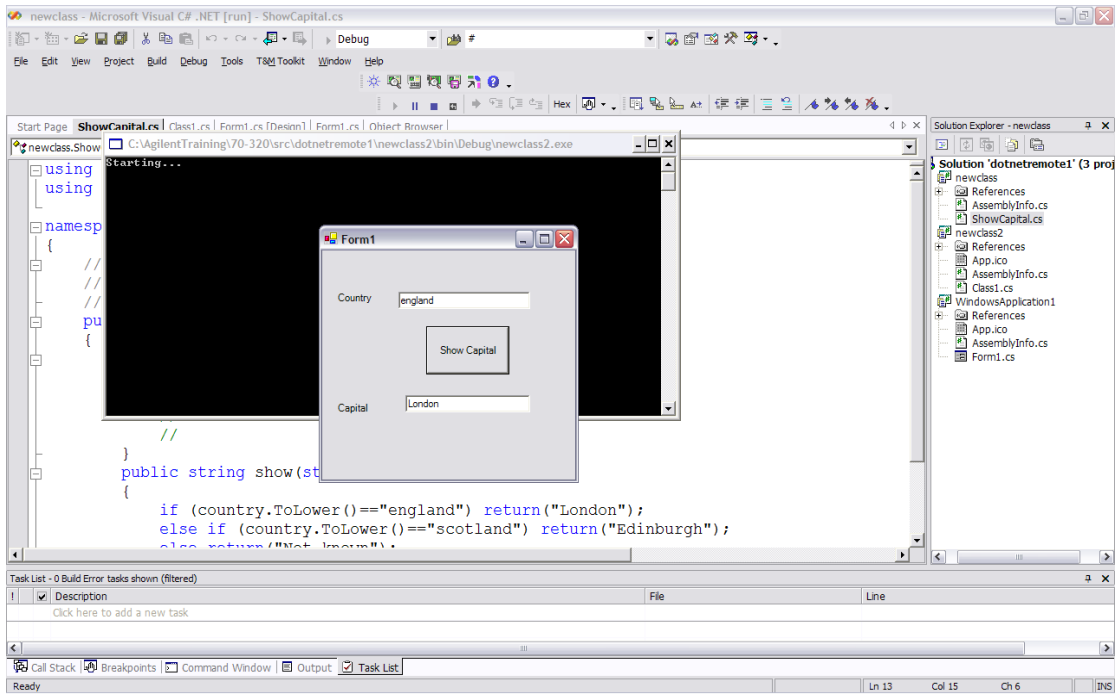 newclass - Microsoft Visual C# .NET [run] - ShowCapital.cs
Debug
#
File Edit View Project Build Debug Tools T&M Toolkit Window Help
Hex
Start Page ShowCapital.cs Class1.cs Form1.cs [Design] Form1.cs Object Browser
newclass.Show
C:\AgilentTraining\70-320\src\dotnetremote1\newclass2\bin\Debug\newclass2.exe
Starting...
using
using
namesp
{
//
//
//
pu
{
Form1
Country
england
Show Capital
Capital
London
//
//
}
public string show(st
{
if (country.ToLower()=="england") return("London");
else if (country.ToLower()=="scotland") return("Edinburgh");
else return("Not known");
Solution Explorer - newclass
Solution 'dotnetremote1' (3 proj
newclass
References
AssemblyInfo.cs
ShowCapital.cs
newclass2
References
App.ico
AssemblyInfo.cs
Class1.cs
WindowsApplication1
References
App.ico
AssemblyInfo.cs
Form1.cs
Task List - 0 Build Error tasks shown (filtered)
! Description File Line
Click here to add a new task
Call Stack Breakpoints Command Window Output Task List
Ready Ln 13 Col 15 Ch 6 INS